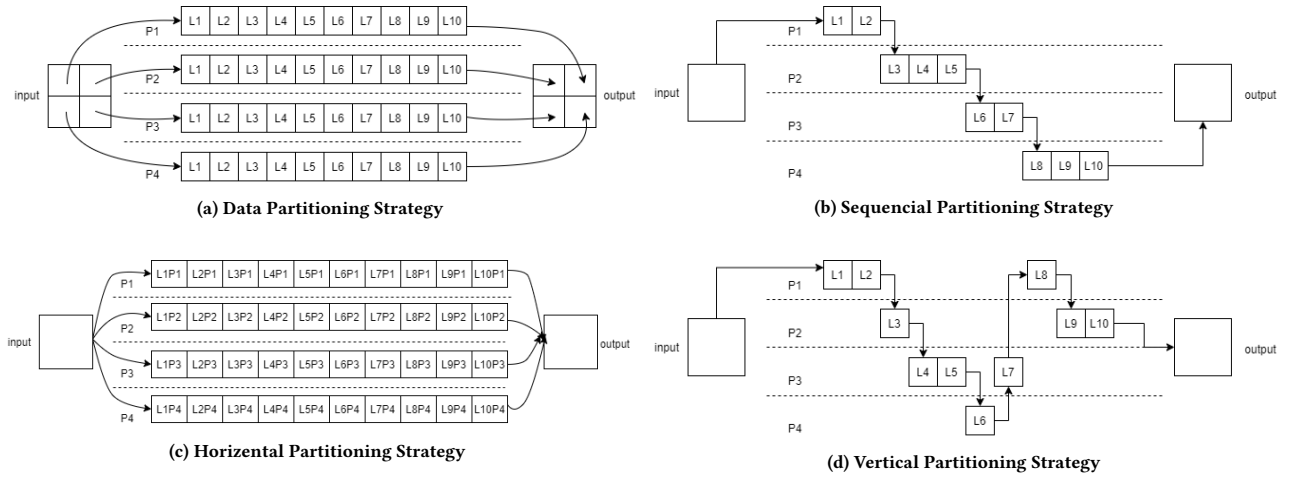 P1 L1 L2 L3 L4 L5 L6 L7 L8 L9 L10
P2 L1 L2 L3 L4 L5 L6 L7 L8 L9 L10
input output
P3 L1 L2 L3 L4 L5 L6 L7 L8 L9 L10
P4 L1 L2 L3 L4 L5 L6 L7 L8 L9 L10
(a) Data Partitioning Strategy
P1 L1 L2
P2 L3 L4 L5
input output
P3 L6 L7
P4 L8 L9 L10
(b) Sequencial Partitioning Strategy
P1 L1P1 L2P1 L3P1 L4P1 L5P1 L6P1 L7P1 L8P1 L9P1 L10P1
P2 L1P2 L2P2 L3P2 L4P2 L5P2 L6P2 L7P2 L8P2 L9P2 L10P2
input output
P3 L1P3 L2P3 L3P3 L4P3 L5P3 L6P3 L7P3 L8P3 L9P3 L10P3
P4 L1P4 L2P4 L3P4 L4P4 L5P4 L6P4 L7P4 L8P4 L9P4 L10P4
(c) Horizental Partitioning Strategy
P1 L1 L2 L8
P2 L3 L9 L10
input output
P3 L4 L5 L7
P4 L6
(d) Vertical Partitioning Strategy